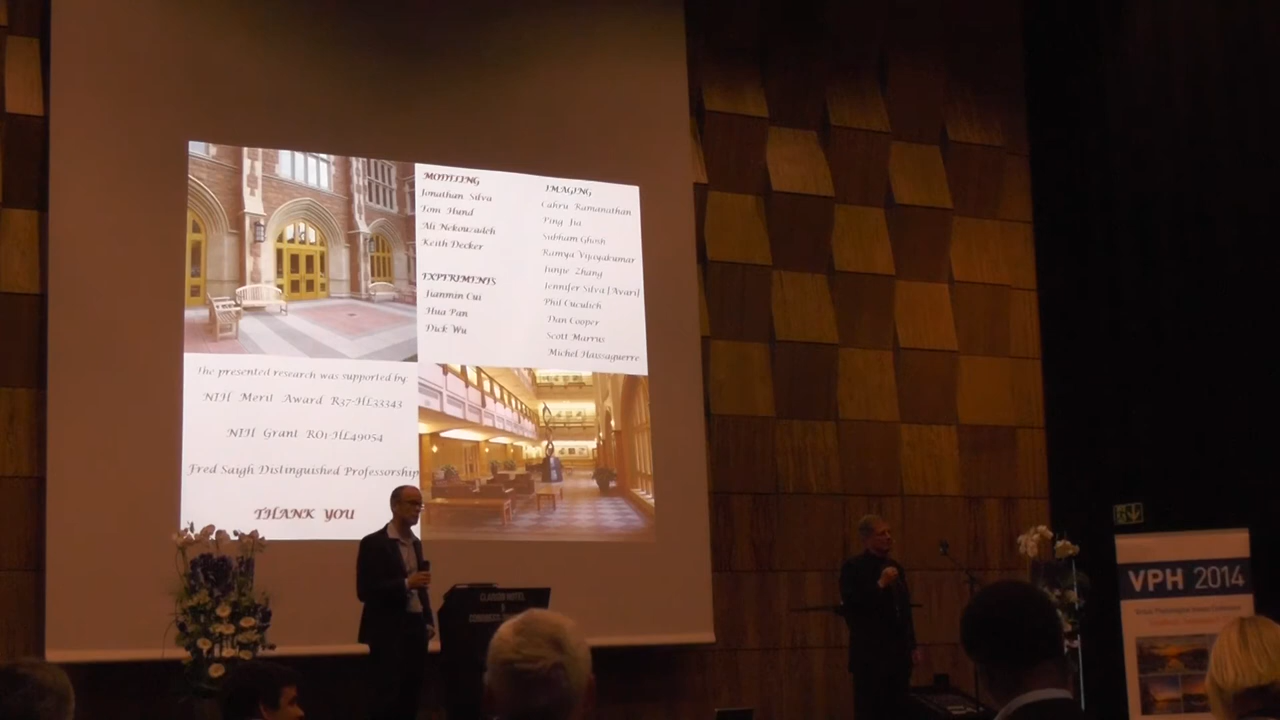 MODELING
Jonathan Silva
Tom Hund
Ali Nekouzadeh
Keith Decker
EXPERIMENTS
Jianmin Cui
Hua Pan
Dick Wu
IMAGING
Ramanathan
Ping Jia
Subham Ghosh
Ramya Vijayakumar
Junjie Zhang
Jennifer Silva [Avari]
Phil Cuculich
Dan Cooper
Scott Marrus
Michel Haissaguerre
The presented research was supported by:
NIH Merit Award R37-HL33343
NIH Grant RO1-HL49054
Fred Saigh Distinguished Professorship
THANK YOU
CLARION HOTEL
&
VPH 2014